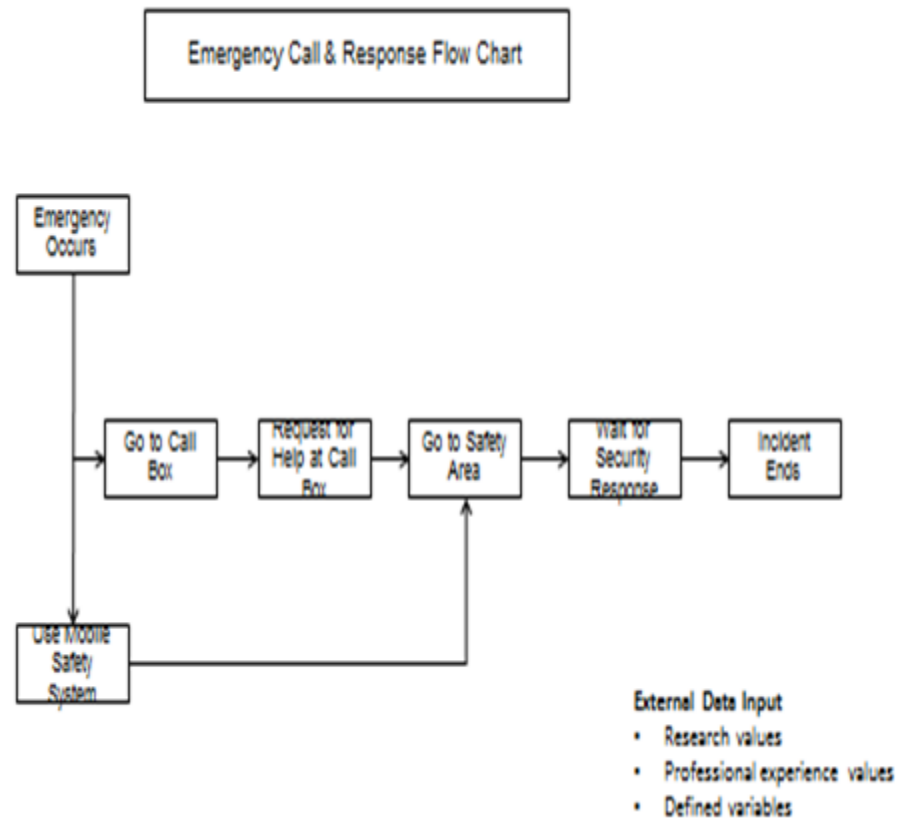 Emergency Call & Response Flow Chart
Emergency
Occurs
Go to Call
Box
Request for
Help at Call
Box
Go to Safety
Area
Wait for
Security
Response
Incident
Ends
Use Mobile
Safety
System
External Data Input
• Research values
• Professional experience values
• Defined variables